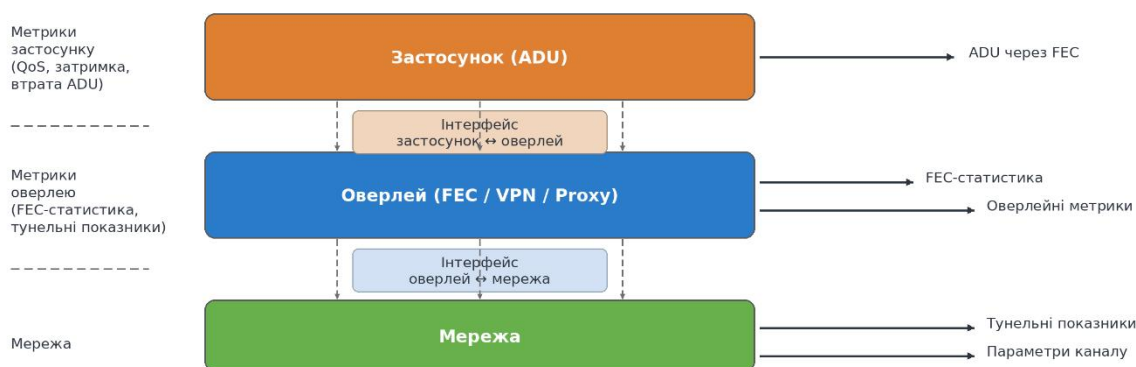 Метрики
застосунку
(QoS, затримка,
втрата ADU)
Застосунок (ADU)
ADU через FEC
Інтерфейс
застосунок ↔ оверлей
Метрики
оверлею
(FEC-статистика,
тунельні показники)
Оверлей (FEC / VPN / Proxy)
FEC-статистика
Оверлейні метрики
Інтерфейс
оверлей ↔ мережа
Мережа
Мережа
Тунельні показники
Параметри каналу